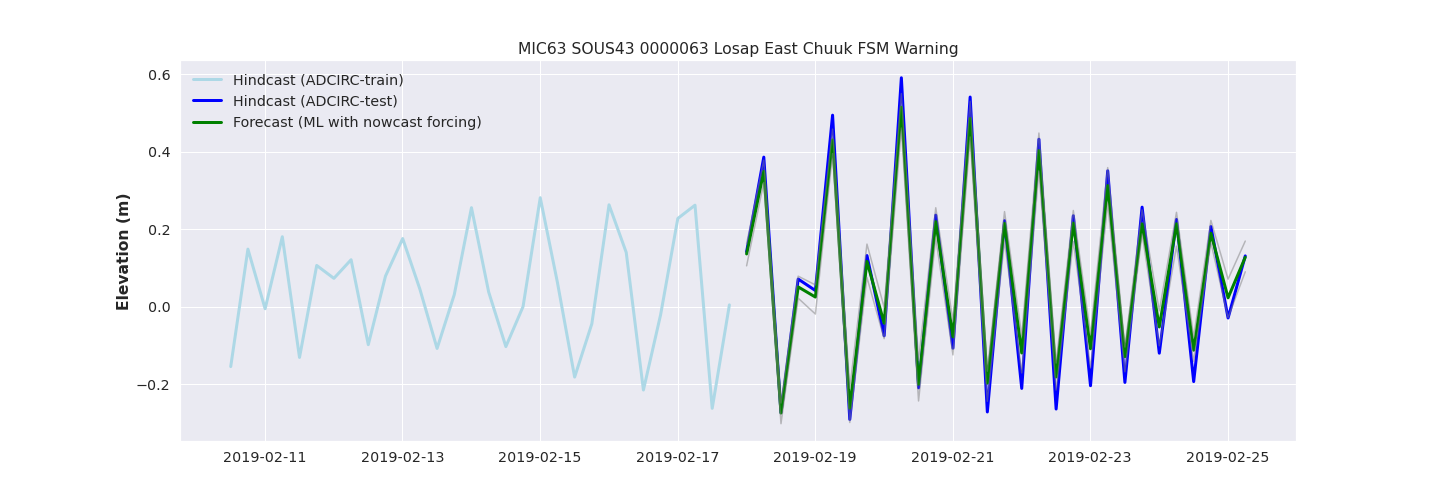 MIC63 SOUS43 0000063 Losap East Chuuk FSM Warning
Hindcast (ADCIRC-train)
Hindcast (ADCIRC-test)
Forecast (ML with nowcast forcing)
Elevation (m)
0.6
0.4
0.2
0.0
−0.2
2019-02-11 2019-02-13 2019-02-15 2019-02-17 2019-02-19 2019-02-21 2019-02-23 2019-02-25